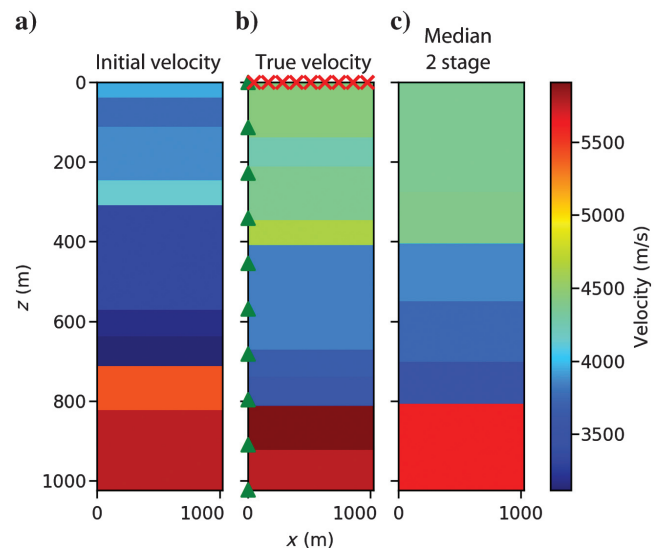 a)
b)
c)
Initial velocity
True velocity
Median
2 stage
0
200
400
600
800
1000
z (m)
0
1000
0
1000
0
1000
x (m)
5500
5000
4500
4000
3500
Velocity (m/s)